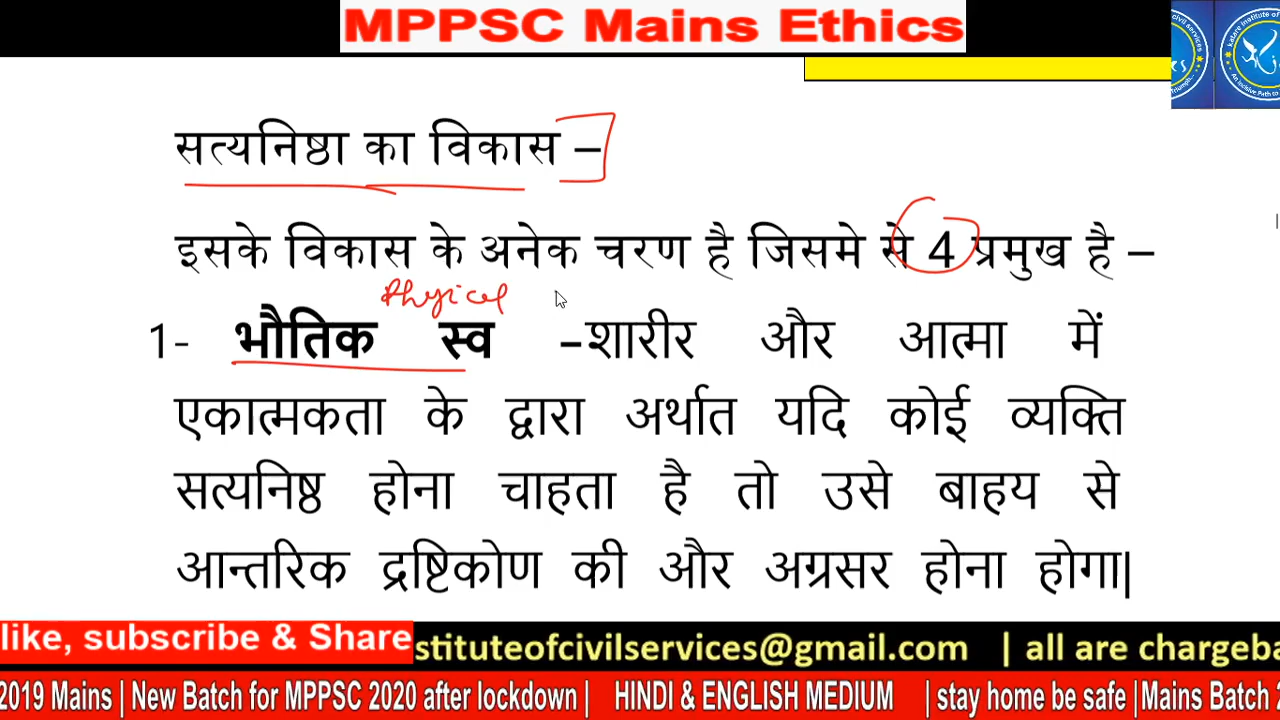 MPPSC Mains Ethics
सत्यनिष्ठा का विकास –
इसके विकास के अनेक चरण है जिसमे से 4 प्रमुख है –
Physical
1- भौतिक स्व –शारीर और आत्मा में
एकात्मकता के द्वारा अर्थात यदि कोई व्यक्ति
सत्यनिष्ठ होना चाहता है तो उसे बाहय से
आन्तरिक द्रष्टिकोण की और अग्रसर होना होगा|
like, subscribe & Share stituteofcivilservices@gmail.com | all are chargeba
2019 Mains | New Batch for MPPSC 2020 after lockdown | HINDI & ENGLISH MEDIUM | stay home be safe |Mains Batch 2